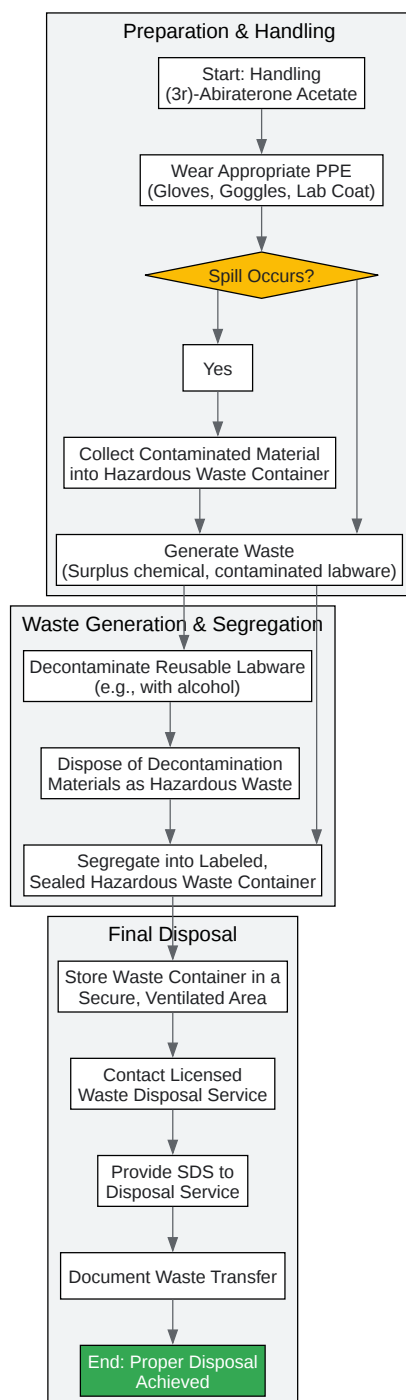 Preparation & Handling
Start: Handling
(3r)-Abiraterone Acetate
Wear Appropriate PPE
(Gloves, Goggles, Lab Coat)
Spill Occurs?
Yes
Collect Contaminated Material
into Hazardous Waste Container
Generate Waste
(Surplus chemical, contaminated labware)
Waste Generation & Segregation
Decontaminate Reusable Labware
(e.g., with alcohol)
Dispose of Decontamination
Materials as Hazardous Waste
Segregate into Labeled,
Sealed Hazardous Waste Container
Final Disposal
Store Waste Container in a
Secure, Ventilated Area
Contact Licensed
Waste Disposal Service
Provide SDS to
Disposal Service
Document Waste Transfer
End: Proper Disposal
Achieved